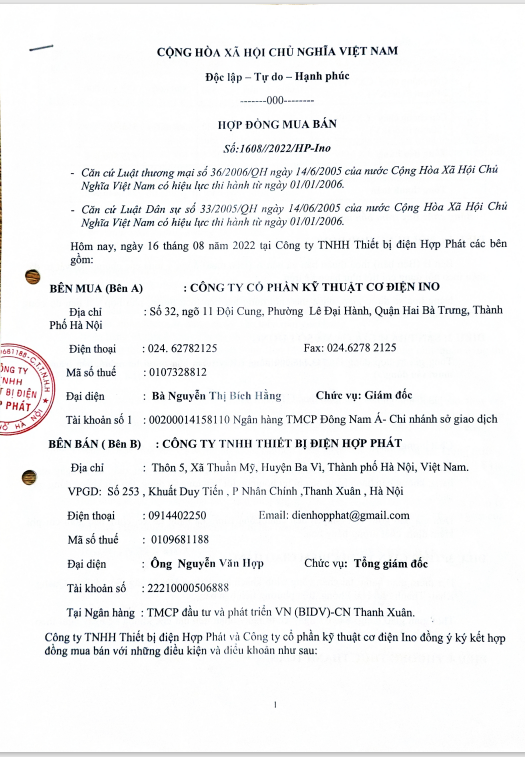 CỘNG HÒA XÃ HỘI CHỦ NGHĨA VIỆT NAM
Độc lập – Tự do – Hạnh phúc
-------000--------
HỢP ĐỒNG MUA BÁN
Số:1608//2022/HP-Ino
- Căn cứ Luật thương mại số 36/2006/QH ngày 14/6/2005 của nước Cộng Hòa Xã Hội Chủ
Nghĩa Việt Nam có hiệu lực thi hành từ ngày 01/01/2006.
- Căn cứ Luật Dân sự số 33/2005/QH ngày 14/06/2005 của nước Cộng Hòa Xã Hội Chủ
Nghĩa Việt Nam có hiệu lực thi hành từ ngày 01/01/2006.
Hôm nay, ngày 16 tháng 08 năm 2022 tại Công ty TNHH Thiết bị điện Hợp Phát các bên
gồm:
BÊN MUA (Bên A) : CÔNG TY CỔ PHẦN KỸ THUẬT CƠ ĐIỆN INO
Địa chỉ : Số 32, ngõ 11 Đội Cung, Phường Lê Đại Hành, Quận Hai Bà Trưng, Thành
Phố Hà Nội
Điện thoại : 024. 62782125 Fax: 024.6278 2125
Mã số thuế : 0107328812
Đại diện : Bà Nguyễn Thị Bích Hằng Chức vụ: Giám đốc
Tài khoản số 1 : 00200014158110 Ngân hàng TMCP Đông Nam Á- Chi nhánh sở giao dịch
BÊN BÁN ( Bên B) : CÔNG TY TNHH THIẾT BỊ ĐIỆN HỢP PHÁT
Địa chỉ : Thôn 5, Xã Thuần Mỹ, Huyện Ba Vì, Thành phố Hà Nội, Việt Nam.
VPGD: Số 253 , Khuất Duy Tiến , P Nhân Chính ,Thanh Xuân , Hà Nội
Điện thoại : 0914402250 Email: dienhopphat@gmail.com
Mã số thuế : 0109681188
Đại diện : Ông Nguyễn Văn Hợp Chức vụ: Tổng giám đốc
Tài khoản số : 22210000506888
Tại Ngân hàng : TMCP đầu tư và phát triển VN (BIDV)-CN Thanh Xuân.
Công ty TNHH Thiết bị điện Hợp Phát và Công ty cổ phần kỹ thuật cơ điện Ino đồng ý ký kết hợp
đồng mua bán với những điều kiện và điều khoản như sau:
1